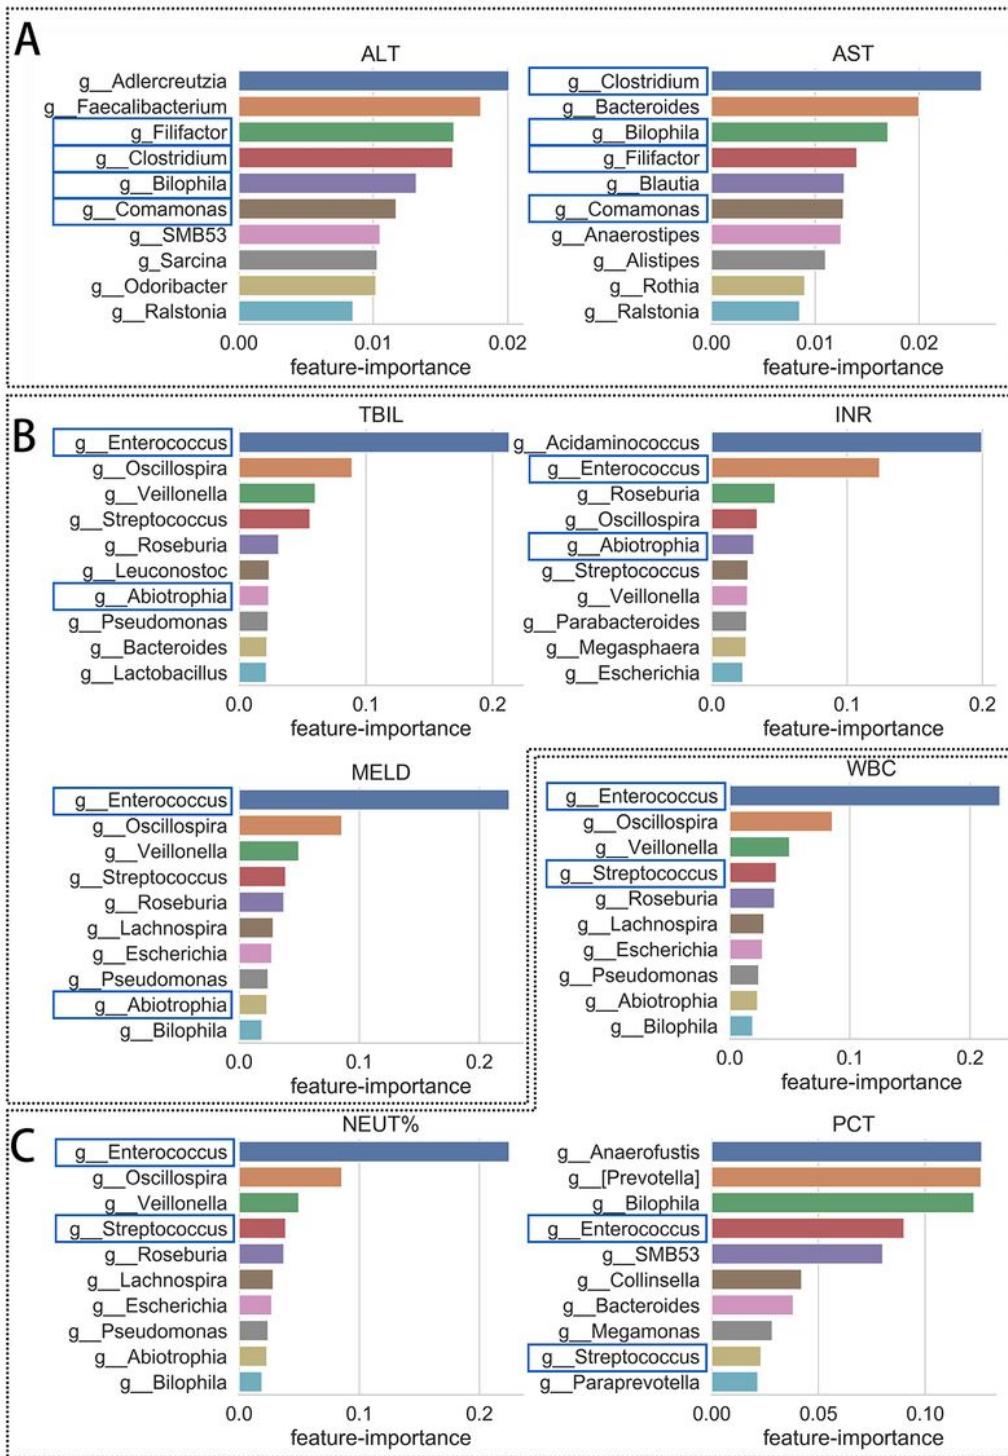 A
ALT
g__Adlercreutzia
g__Faecalibacterium
g_Filifactor
g__Clostridium
g__Bilophila
g__Comamonas
g__SMB53
g_Sarcina
g__Odoribacter
g__Ralstonia
0.00 0.01 0.02
feature-importance
AST
g__Clostridium
g__Bacteroides
g__Bilophila
g_Filifactor
g__Blautia
g__Comamonas
g__Anaerostipes
g__Alistipes
g__Rothia
g__Ralstonia
0.00 0.01 0.02
feature-importance
B
TBIL
g__Enterococcus
g__Oscillospira
g__Veillonella
g__Streptococcus
g__Roseburia
g__Leuconostoc
g__Abiotrophia
g__Pseudomonas
g__Bacteroides
g__Lactobacillus
0.0 0.1 0.2
feature-importance
INR
g__Acidaminococcus
g__Enterococcus
g__Roseburia
g__Oscillospira
g__Abiotrophia
g__Streptococcus
g__Veillonella
g__Parabacteroides
g__Megasphaera
g__Escherichia
0.0 0.1 0.2
feature-importance
MELD
g__Enterococcus
g__Oscillospira
g__Veillonella
g__Streptococcus
g__Roseburia
g__Lachnospira
g__Escherichia
g__Pseudomonas
g__Abiotrophia
g__Bilophila
0.0 0.1 0.2
feature-importance
WBC
g__Enterococcus
g__Oscillospira
g__Veillonella
g__Streptococcus
g__Roseburia
g__Lachnospira
g__Escherichia
g__Pseudomonas
g__Abiotrophia
g__Bilophila
0.0 0.1 0.2
feature-importance
C
NEUT%
g__Enterococcus
g__Oscillospira
g__Veillonella
g__Streptococcus
g__Roseburia
g__Lachnospira
g__Escherichia
g__Pseudomonas
g__Abiotrophia
g__Bilophila
0.0 0.1 0.2
feature-importance
PCT
g__Anaerofustis
g__[Prevotella]
g__Bilophila
g__Enterococcus
g__SMB53
g__Collinsella
g__Bacteroides
g__Megamonas
g__Streptococcus
g__Paraprevotella
0.00 0.05 0.10
feature-importance